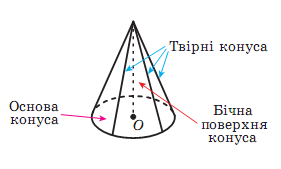 Твірні конуса
Основа
конуса
O
Бічна
поверхня
конуса